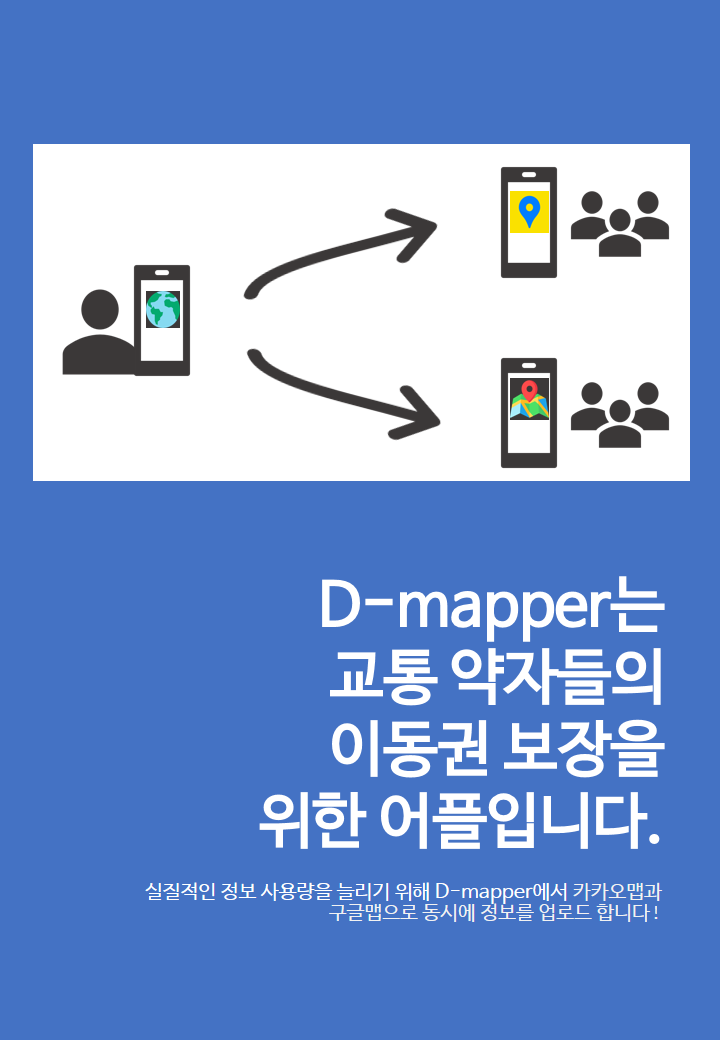 D-mapper는
교통 약자들의
이동권 보장을
위한 어플입니다.
실질적인 정보 사용량을 늘리기 위해 D-mapper에서 카카오맵과
구글맵으로 동시에 정보를 업로드 합니다!